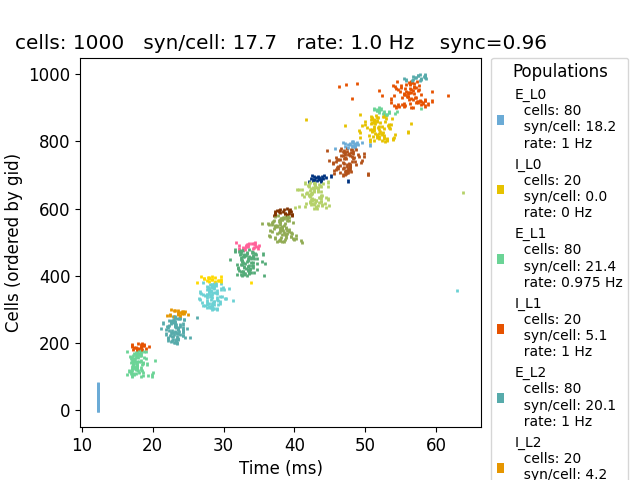 cells: 1000   syn/cell: 17.7   rate: 1.0 Hz    sync=0.96
Cells (ordered by gid)
1000
800
600
400
200
0
10 20 30 40 50 60
Time (ms)
Populations
E_L0
cells: 80
syn/cell: 18.2
rate: 1 Hz
I_L0
cells: 20
syn/cell: 0.0
rate: 0 Hz
E_L1
cells: 80
syn/cell: 21.4
rate: 0.975 Hz
I_L1
cells: 20
syn/cell: 5.1
rate: 1 Hz
E_L2
cells: 80
syn/cell: 20.1
rate: 1 Hz
I_L2
cells: 20
syn/cell: 4.2